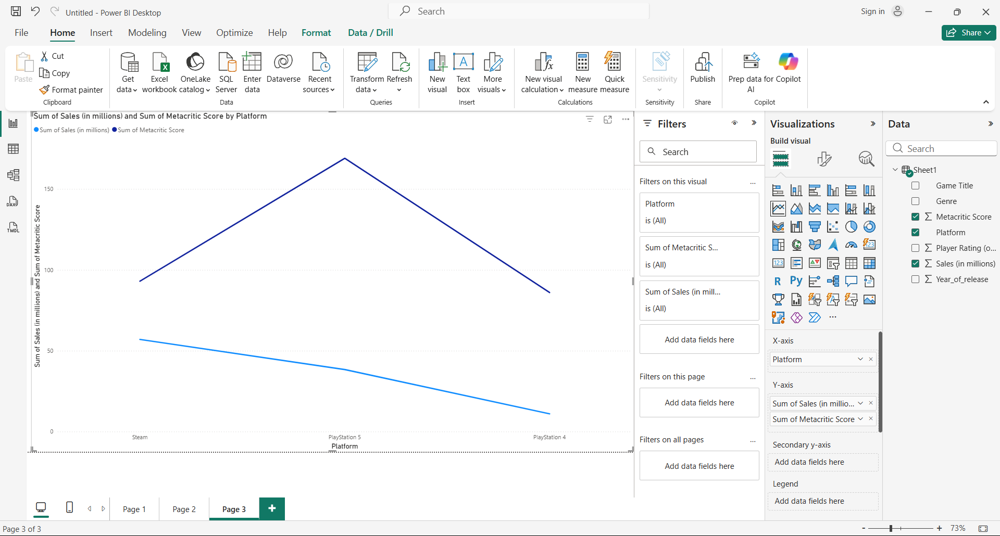 Untitled - Power BI Desktop
Search
Sign in
File
Home
Insert
Modeling
View
Optimize
Help
Format
Data / Drill
Share
Paste
Cut
Copy
Format painter
Clipboard
Get data
Excel workbook
OneLake catalog
SQL Server
Enter data
Dataverse
Recent sources
Data
Transform data
Refresh
Queries
New visual
A
Text box
More visuals
Insert
New visual calculation
New measure
Quick measure
Calculations
Sensitivity
Sensitivity
Publish
Share
Prep data for AI
Copilot
Copilot
DAX
TMDL
Sum of Sales (in millions) and Sum of Metacritic Score by Platform
Sum of Sales (in millions)
Sum of Metacritic Score
Sum of Sales (in millions) and Sum of Metacritic Score
150
100
50
0
Steam
PlayStation 5
PlayStation 4
Platform
Filters
Search
Filters on this visual
...
Platform
is (All)
Sum of Metacritic S...
is (All)
Sum of Sales (in mill...
is (All)
Add data fields here
Filters on this page
...
Add data fields here
Filters on all pages
...
Add data fields here
Visualizations
Build visual
123
123
R
Py
...
X-axis
Platform
Y-axis
Sum of Sales (in millio...
Sum of Metacritic Score
Secondary y-axis
Add data fields here
Legend
Add data fields here
Data
Search
Sheet1
Game Title
Genre
Metacritic Score
Platform
Player Rating (o...
Sales (in millions)
Year_of_release
Page 1
Page 2
Page 3
+
Page 3 of 3
- + 73%